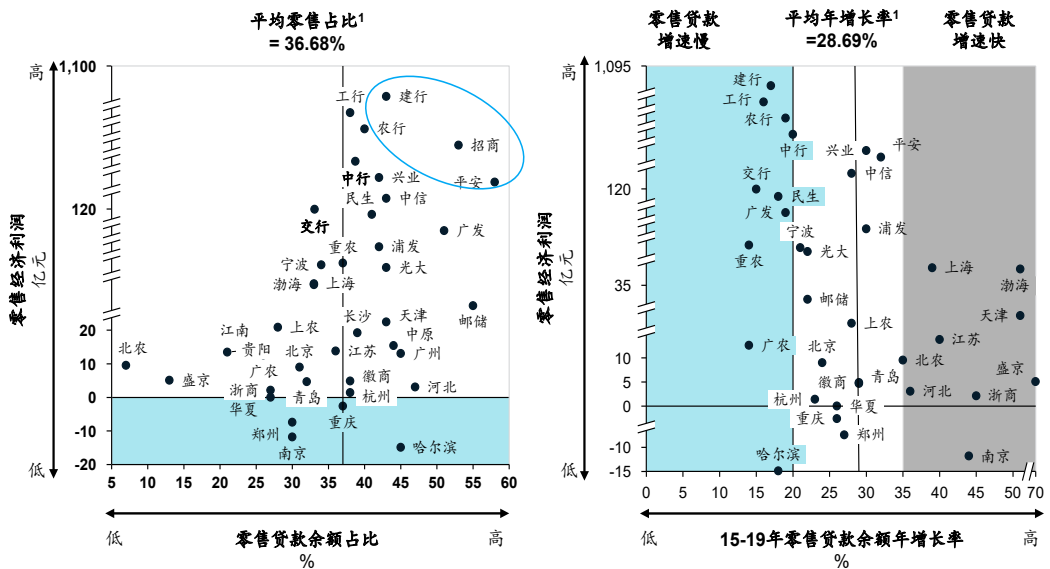 平均零售占比1
= 36.68%
高
1,100
工行
建行
农行
招商
中行
兴业
平安
民生
中信
120
交行
广发
重农
浦发
宁波
光大
渤海
上海
零售经济利润
亿元
邮储
长沙
天津
中原
江南
上农
20
贵阳
北京
江苏
广州
北农
10
广农
徽商
盛京
浙商
青岛
杭州
河北
0
华夏
重庆
-10
郑州
南京
哈尔滨
低
-20
5 10 15 20 25 30 35 40 45 50 55 60
低
零售贷款余额占比
高
%
零售贷款
增速慢
平均年增长率1
=28.69%
零售贷款
增速快
高
1,095
建行
工行
农行
中行
兴业
平安
中信
交行
120
民生
广发
宁波
浦发
重农
光大
上海
渤海
零售经济利润
亿元
35
邮储
天津
上农
广农
江苏
10
北京
北农
盛京
5
徽商
青岛
河北
浙商
杭州
0
华夏
重庆
郑州
-10
哈尔滨
南京
低
-15
0 5 10 15 20 25 30 35 40 45 50 70
低
15-19年零售贷款余额年增长率
高
%